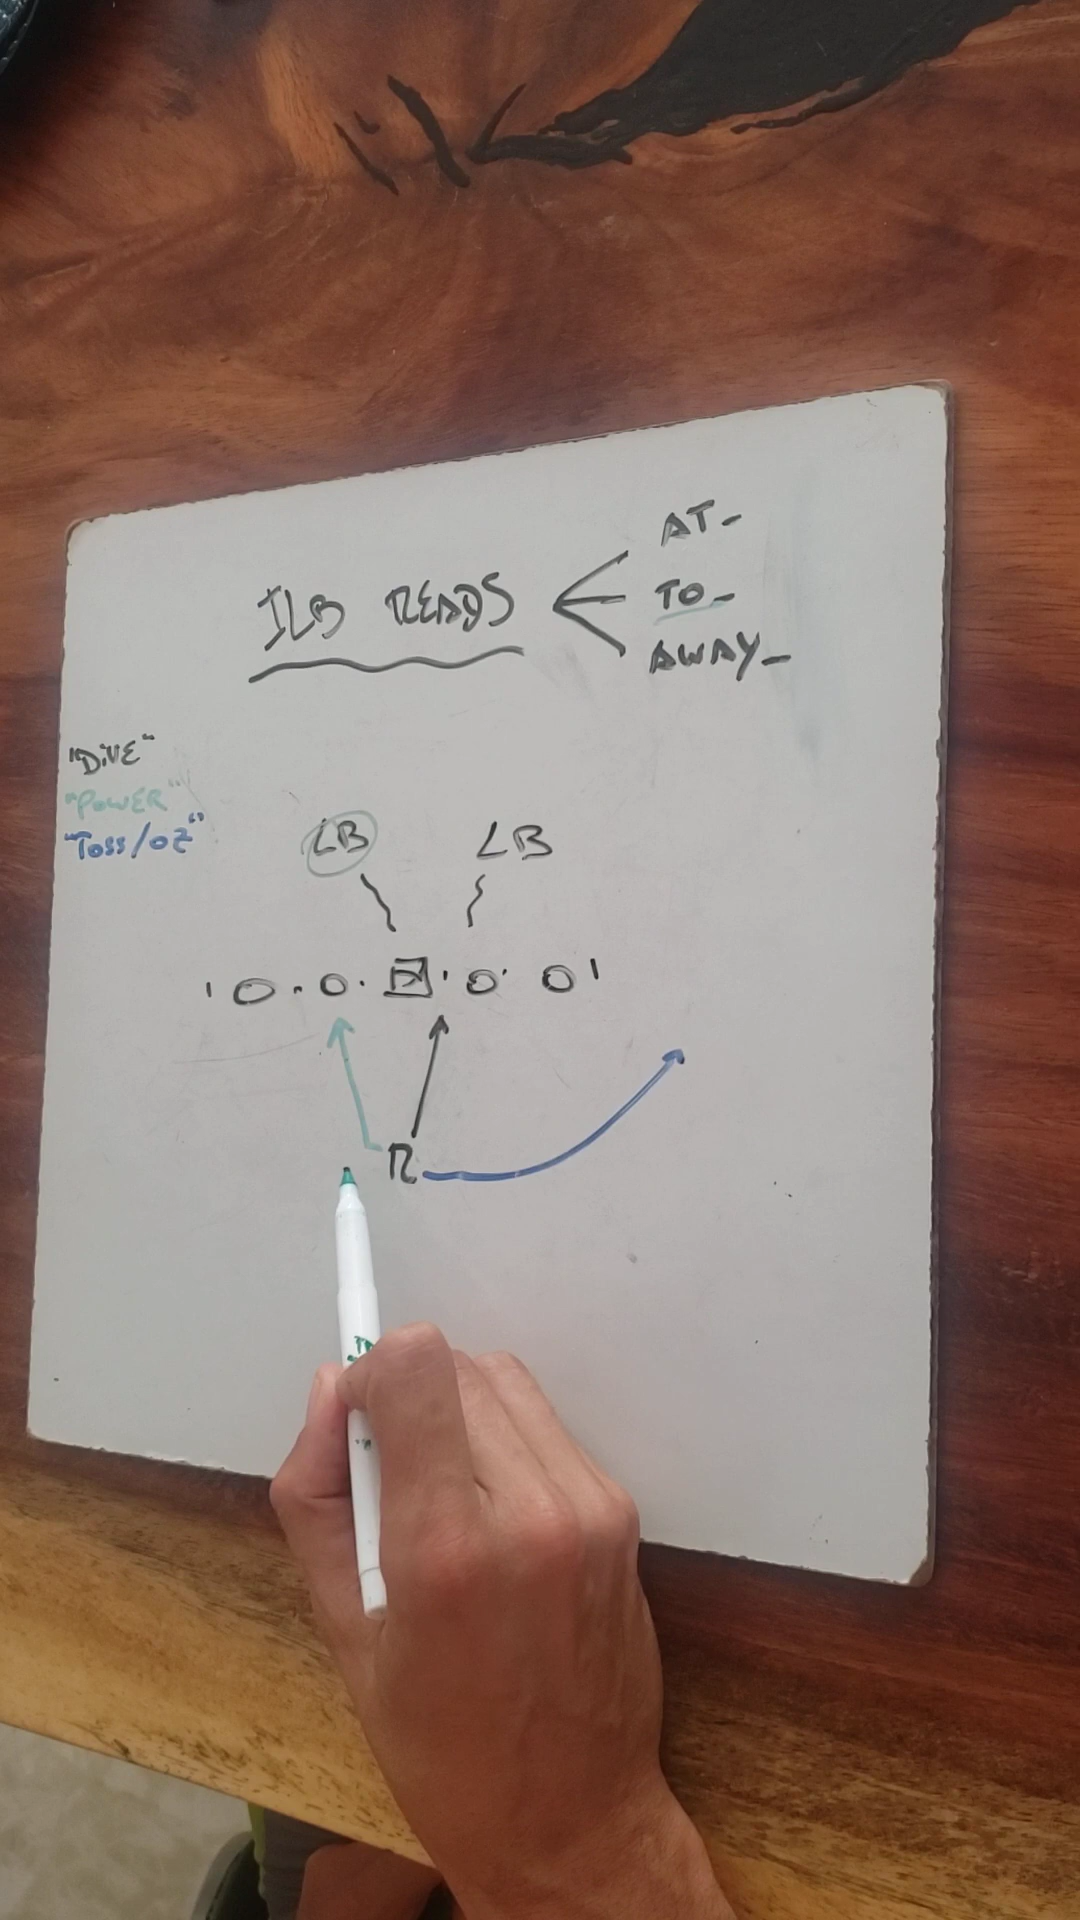 ILB READS
AT-
TO-
AWAY-
"DiVE"
"POWER"
"Toss/OZ"
LB LB
R